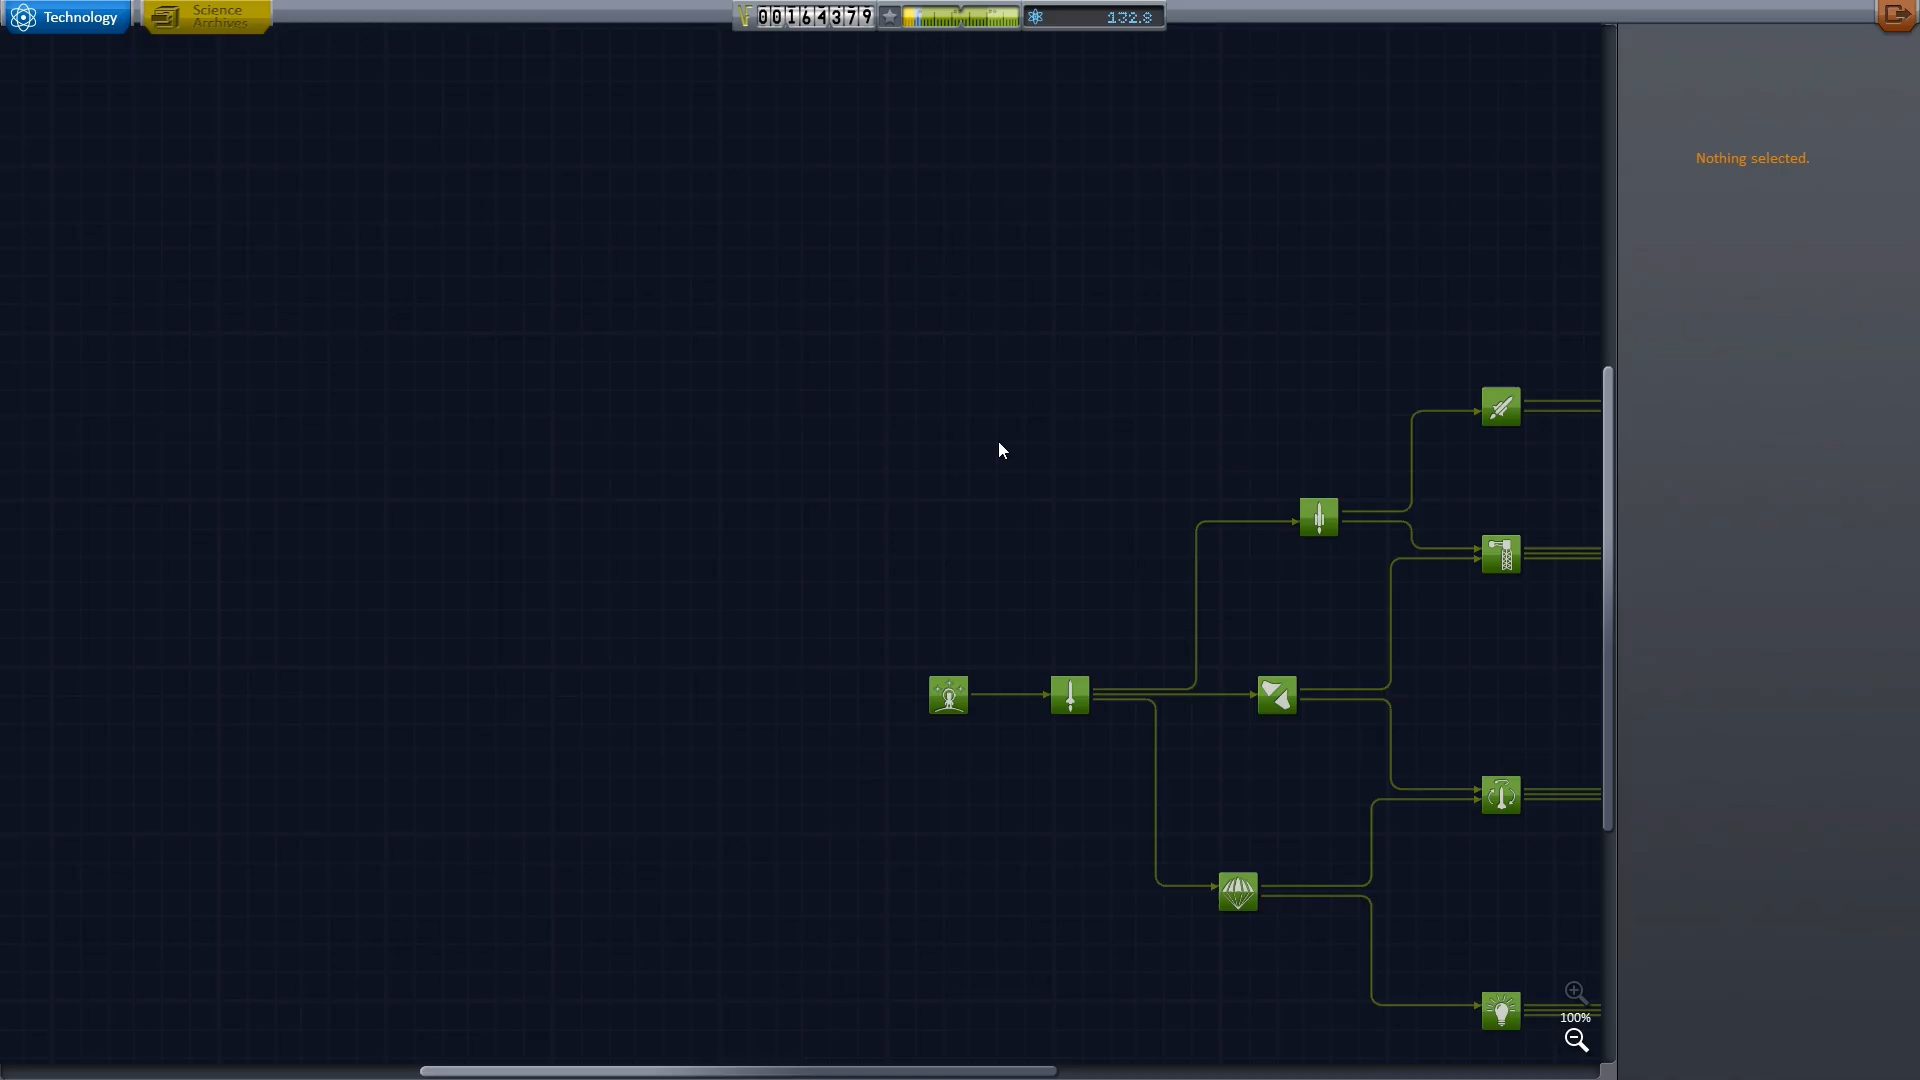 Technology
Science
Archives
00164379
132.8
Nothing selected.
100%